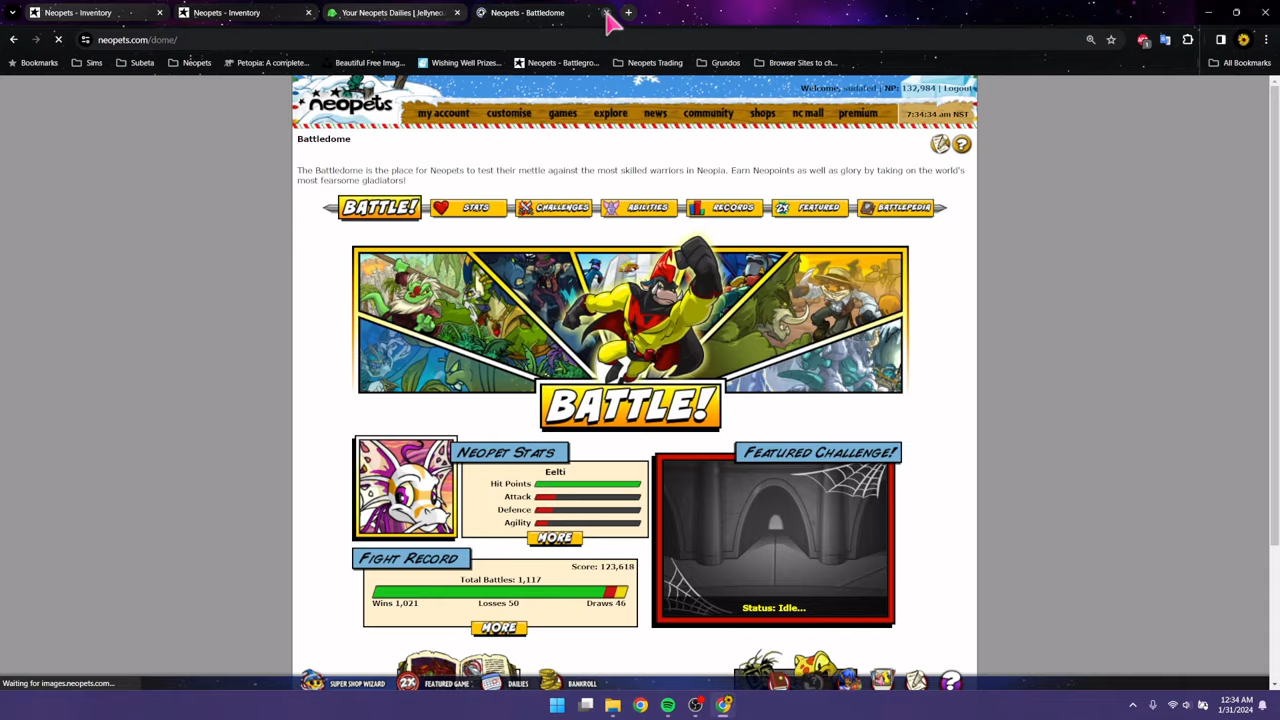 Neopets - Inventory
Neopets - Inventory
Your Neopets Dailies | Jellyne
Neopets - Battledome
neopets.com/dome/
Bookmarks
Sims
Subeta
Neopets
Petopia: A complete...
Beautiful Free Imag...
Wishing Well Prizes...
Neopets - Battlegro...
Neopets Trading
Grundos
Browser Sites to ch...
All Bookmarks
neopets
Welcome, sudafed | NP: 132,984 | Logout
my account
customise
games
explore
news
community
shops
nc mall
premium
7:34:34 am NST
Battledome
The Battledome is the place for Neopets to test their mettle against the most skilled warriors in Neopia. Earn Neopoints as well as glory by taking on the world's
most fearsome gladiators!
BATTLE!
STATS
CHALLENGES
ABILITIES
RECORDS
2X
FEATURED
BATTLEPEDIA
BATTLE!
NEOPET STATS
Eelti
Hit Points
Attack
Defence
Agility
MORE
FEATURED CHALLENGE!
Status: Idle...
FIGHT RECORD
Score: 123,618
Total Battles: 1,117
Wins 1,021
Losses 50
Draws 46
MORE
Waiting for images.neopets.com...
SUPER SHOP WIZARD
2X
FEATURED GAME
DAILIES
BANKROLL
12:34 AM
1/31/2024